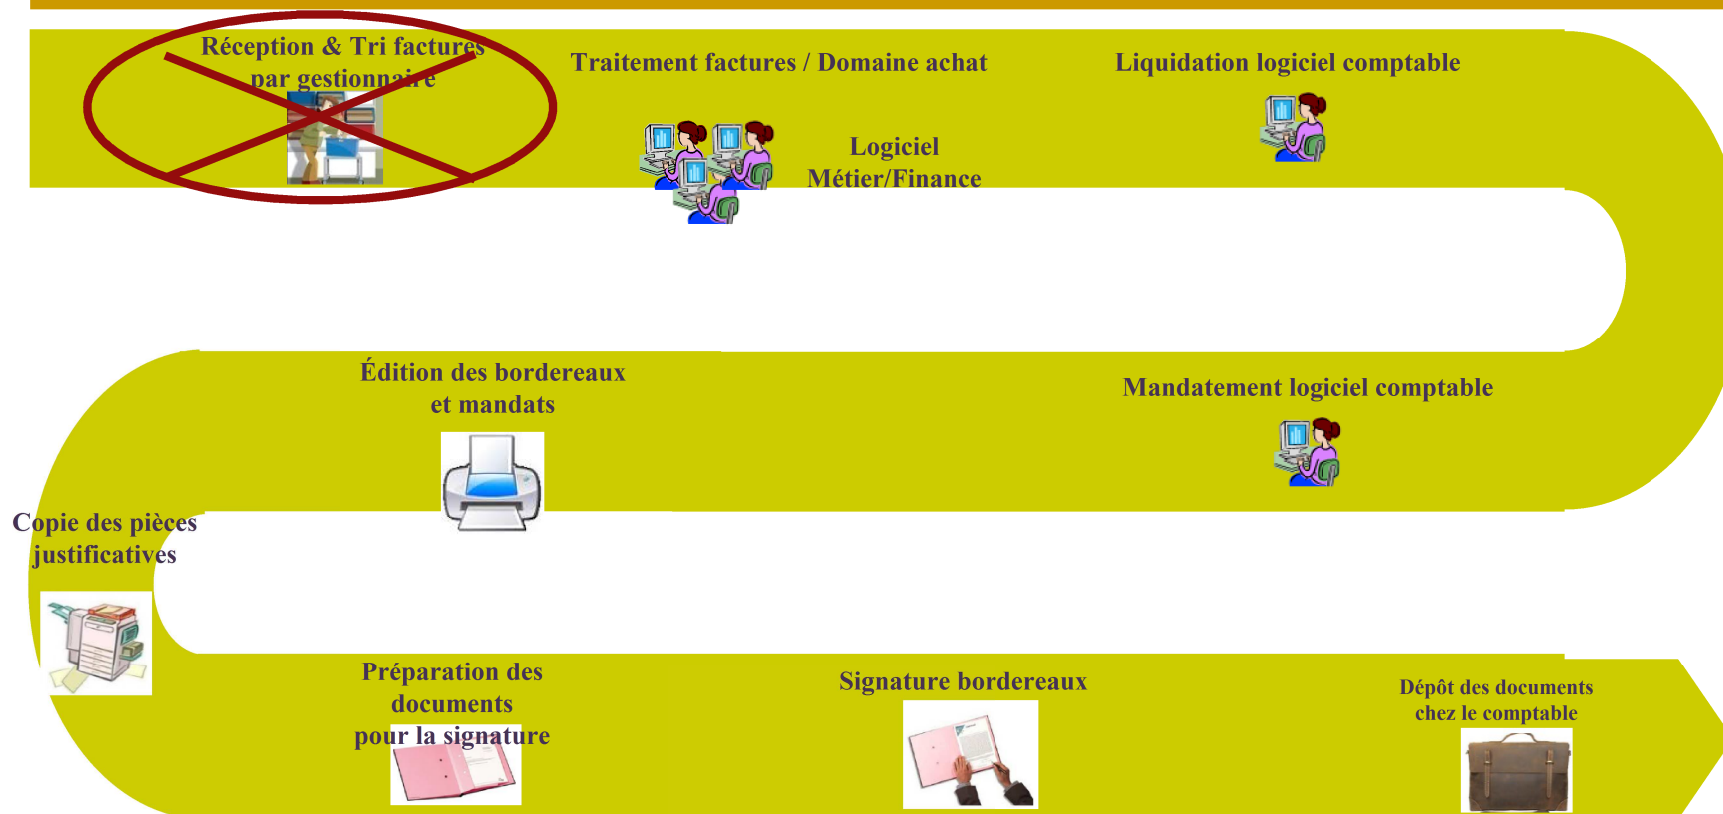 Réception & Tri factures
par gestionnaire
Traitement factures / Domaine achat
Logiciel
Métier/Finance
Liquidation logiciel comptable
Mandatement logiciel comptable
Édition des bordereaux
et mandats
Copie des pièces
justificatives
Préparation des
documents
pour la signature
Signature bordereaux
Dépôt des documents
chez le comptable